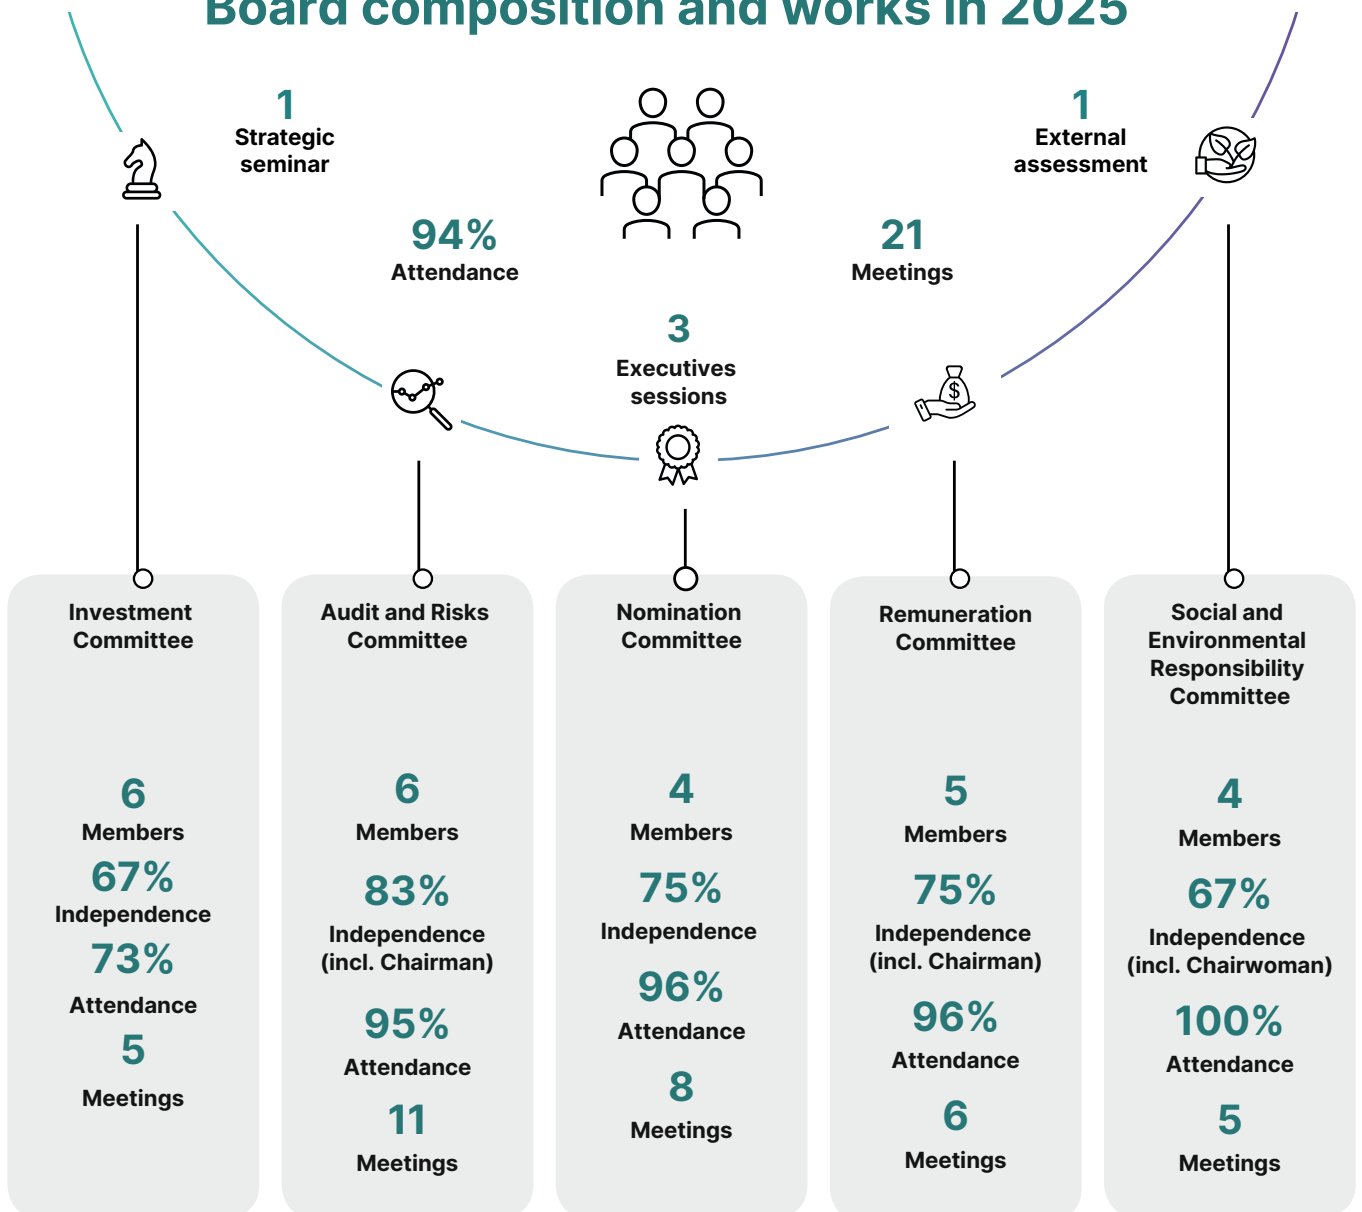 Board composition and works in 2025
1
Strategic
seminar
1
External
assessment
94%
Attendance
21
Meetings
3
Executives
sessions
$
Investment
Committee
6
Members
67%
Independence
73%
Attendance
5
Meetings
Audit and Risks
Committee
6
Members
83%
Independence
(incl. Chairman)
95%
Attendance
11
Meetings
Nomination
Committee
4
Members
75%
Independence
96%
Attendance
8
Meetings
Remuneration
Committee
5
Members
75%
Independence
(incl. Chairman)
96%
Attendance
6
Meetings
Social and
Environmental
Responsibility
Committee
4
Members
67%
Independence
(incl. Chairwoman)
100%
Attendance
5
Meetings